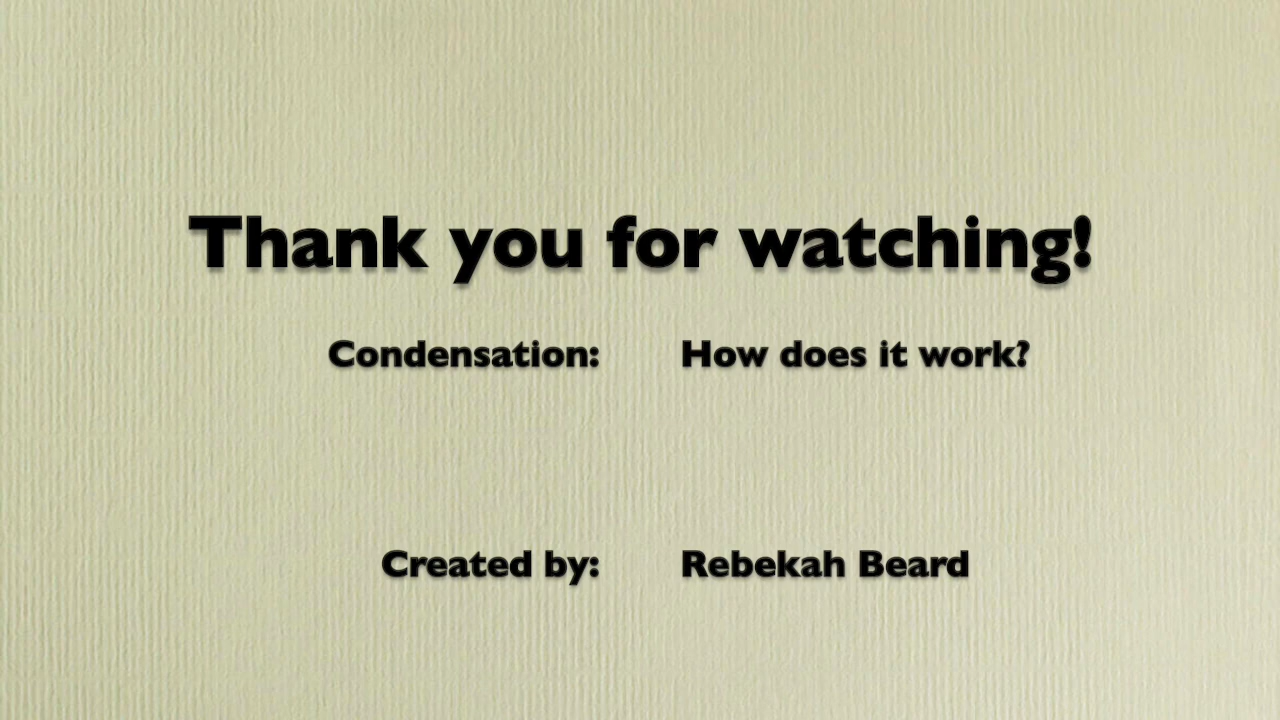 Thank you for watching!
Condensation: How does it work?
Created by: Rebekah Beard